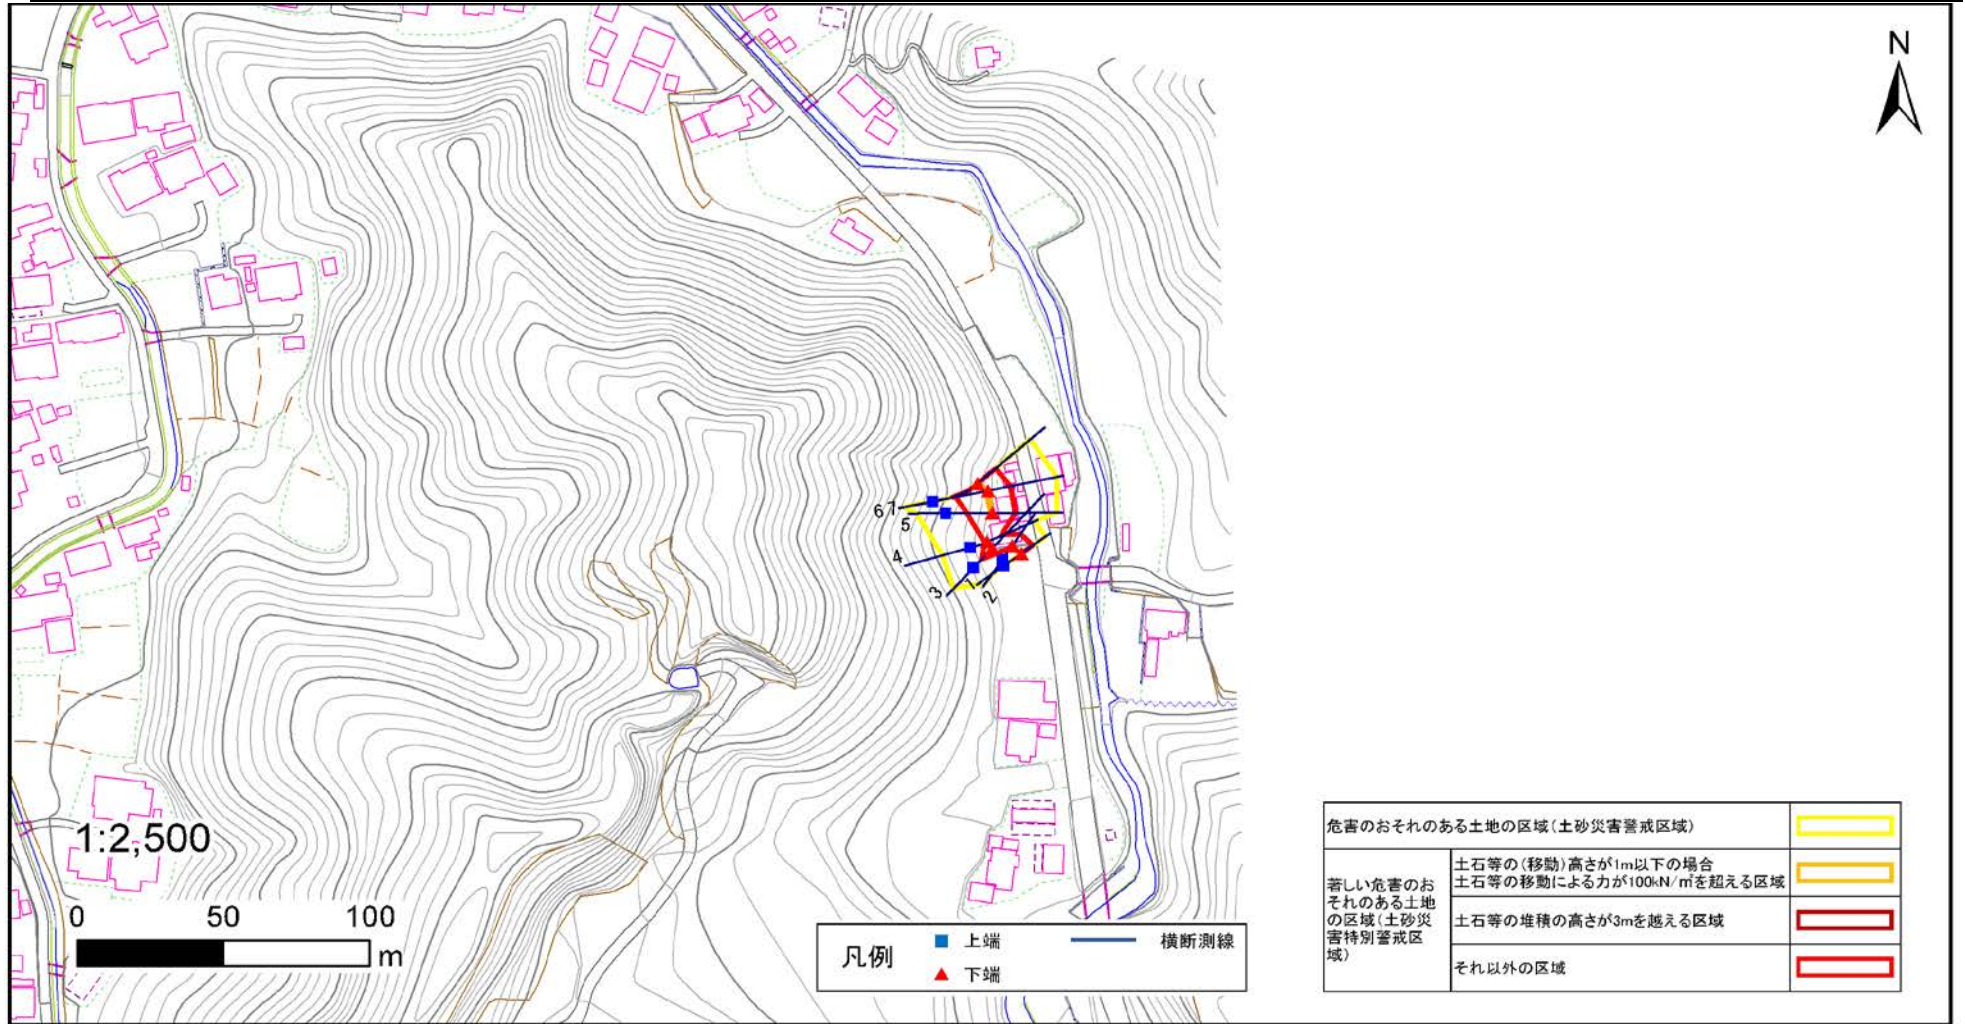 N
6 7
5
4
3
1
2
1:2,500
0 50 100
m
凡例
上端
横断測線
下端
危害のおそれのある土地の区域(土砂災害警戒区域)
著しい危害のお
それのある土地
の区域(土砂災
害特別警戒区
域)
土石等の(移動)高さが1m以下の場合
土石等の移動による力が100kN/㎡を超える区域
土石等の堆積の高さが3mを越える区域
それ以外の区域